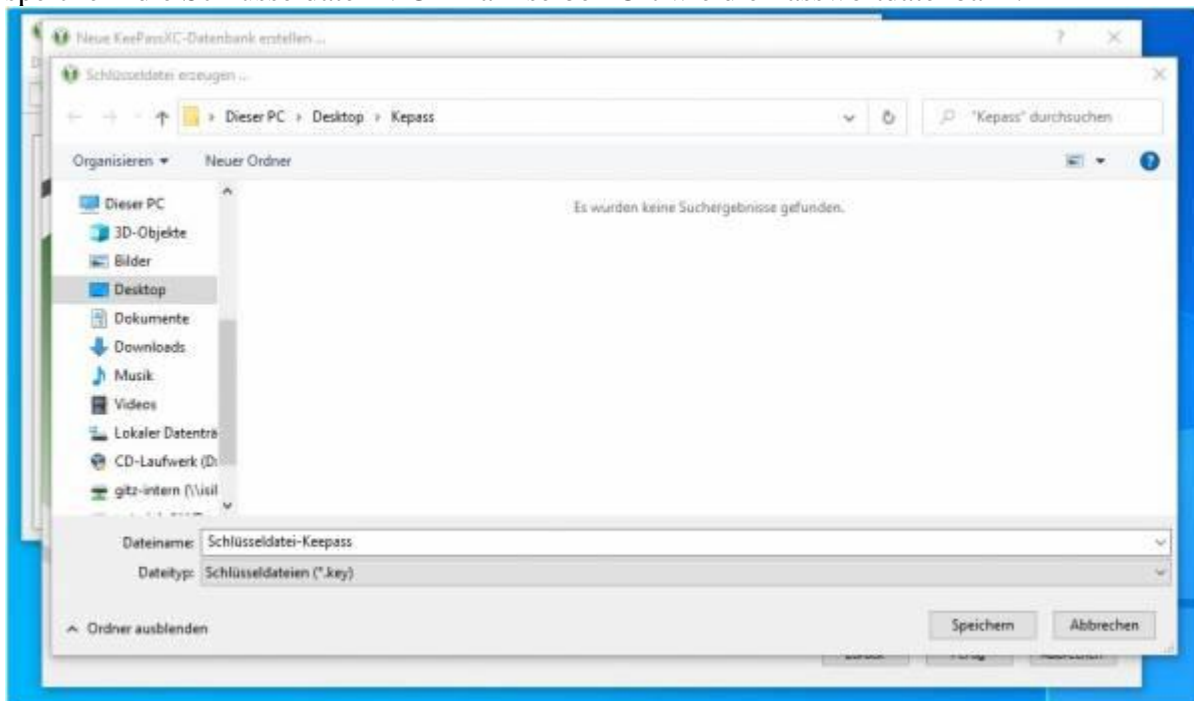 Neue KeePassXC-Datenbank erstellen ...
Schlüsseldatei erzeugen ...
Dieser PC › Desktop › Kepass
"Kepass" durchsuchen
Organisieren
Neuer Ordner
Es wurden keine Suchergebnisse gefunden.
Dieser PC
3D-Objekte
Bilder
Desktop
Dokumente
Downloads
Musik
Videos
Lokaler Datenträ
CD-Laufwerk (D:
gitz-intern (\\isil
Dateiname: Schlüsseldatei-Keepass
Dateityp: Schlüsseldateien (*.key)
Ordner ausblenden
Speichern
Abbrechen